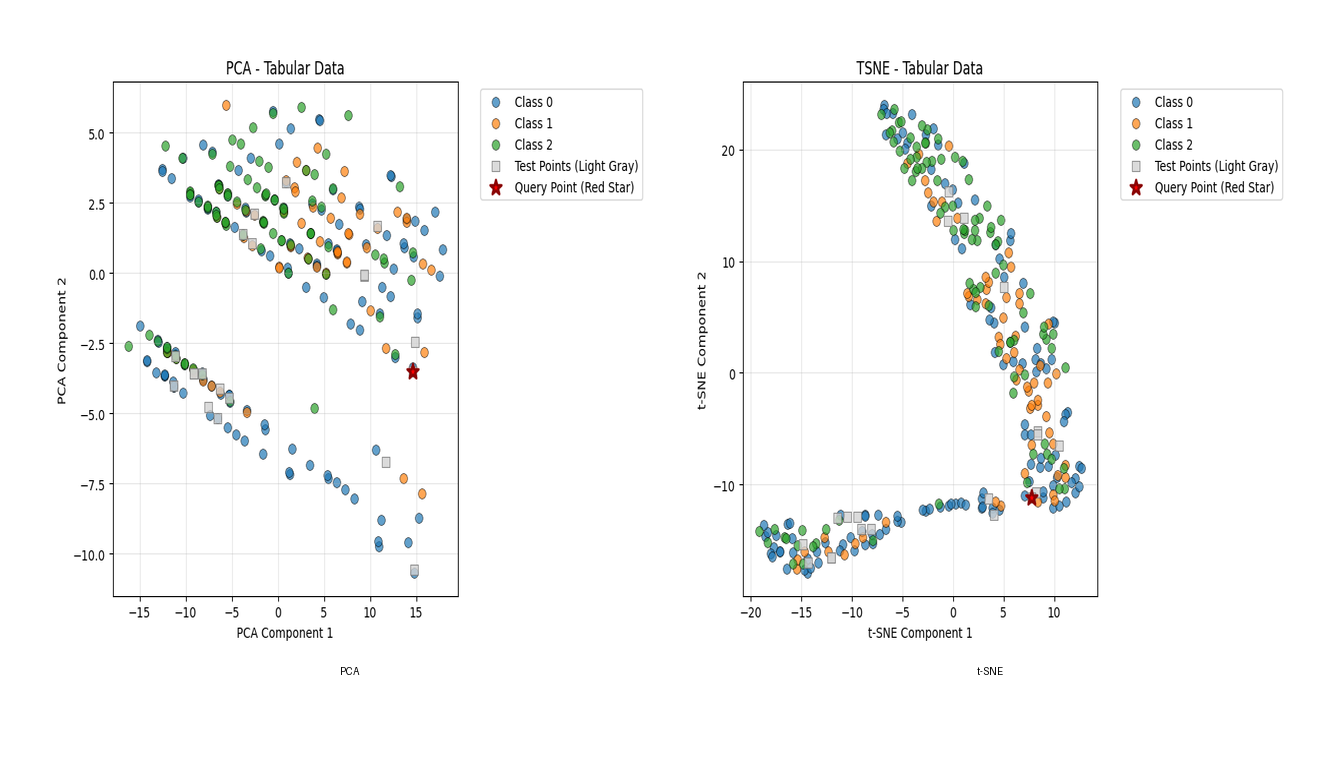 PCA - Tabular Data
PCA Component 2
5.0
2.5
0.0
−2.5
−5.0
−7.5
−10.0
−15
−10
−5
0
5
10
15
PCA Component 1
Class 0
Class 1
Class 2
Test Points (Light Gray)
Query Point (Red Star)
PCA
TSNE - Tabular Data
t-SNE Component 2
20
10
0
−10
−20
−15
−10
−5
0
5
10
t-SNE Component 1
Class 0
Class 1
Class 2
Test Points (Light Gray)
Query Point (Red Star)
t-SNE